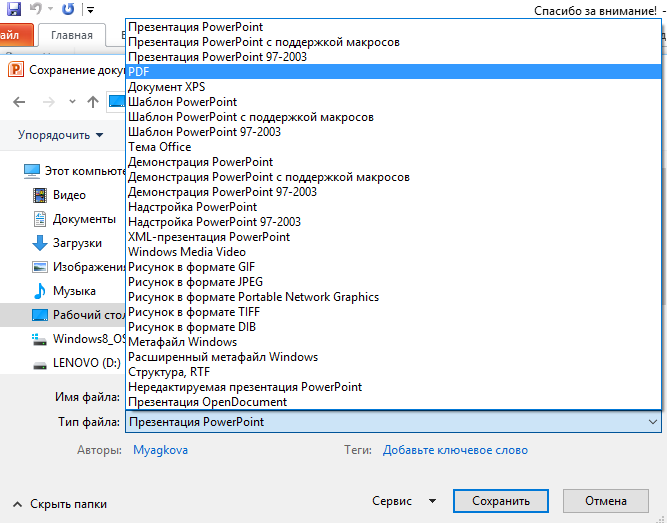 Спасибо за внимание! -
айл
Главная
Сохранение доку
Упорядочить
Этот компьюте
Видео
Документы
Загрузки
Изображения
Музыка
Рабочий стол
Windows8_OS
LENOVO (D:)
Презентация PowerPoint
Презентация PowerPoint с поддержкой макросов
Презентация PowerPoint 97-2003
PDF
Документ XPS
Шаблон PowerPoint
Шаблон PowerPoint с поддержкой макросов
Шаблон PowerPoint 97-2003
Тема Office
Демонстрация PowerPoint
Демонстрация PowerPoint с поддержкой макросов
Демонстрация PowerPoint 97-2003
Надстройка PowerPoint
Надстройка PowerPoint 97-2003
XML-презентация PowerPoint
Windows Media Video
Рисунок в формате GIF
Рисунок в формате JPEG
Рисунок в формате Portable Network Graphics
Рисунок в формате TIFF
Рисунок в формате DIB
Метафайл Windows
Расширенный метафайл Windows
Структура, RTF
Нередактируемая презентация PowerPoint
Презентация OpenDocument
Имя файла:
Тип файла: Презентация PowerPoint
Авторы: Myagkova Теги: Добавьте ключевое слово
Скрыть папки Сервис Сохранить Отмена